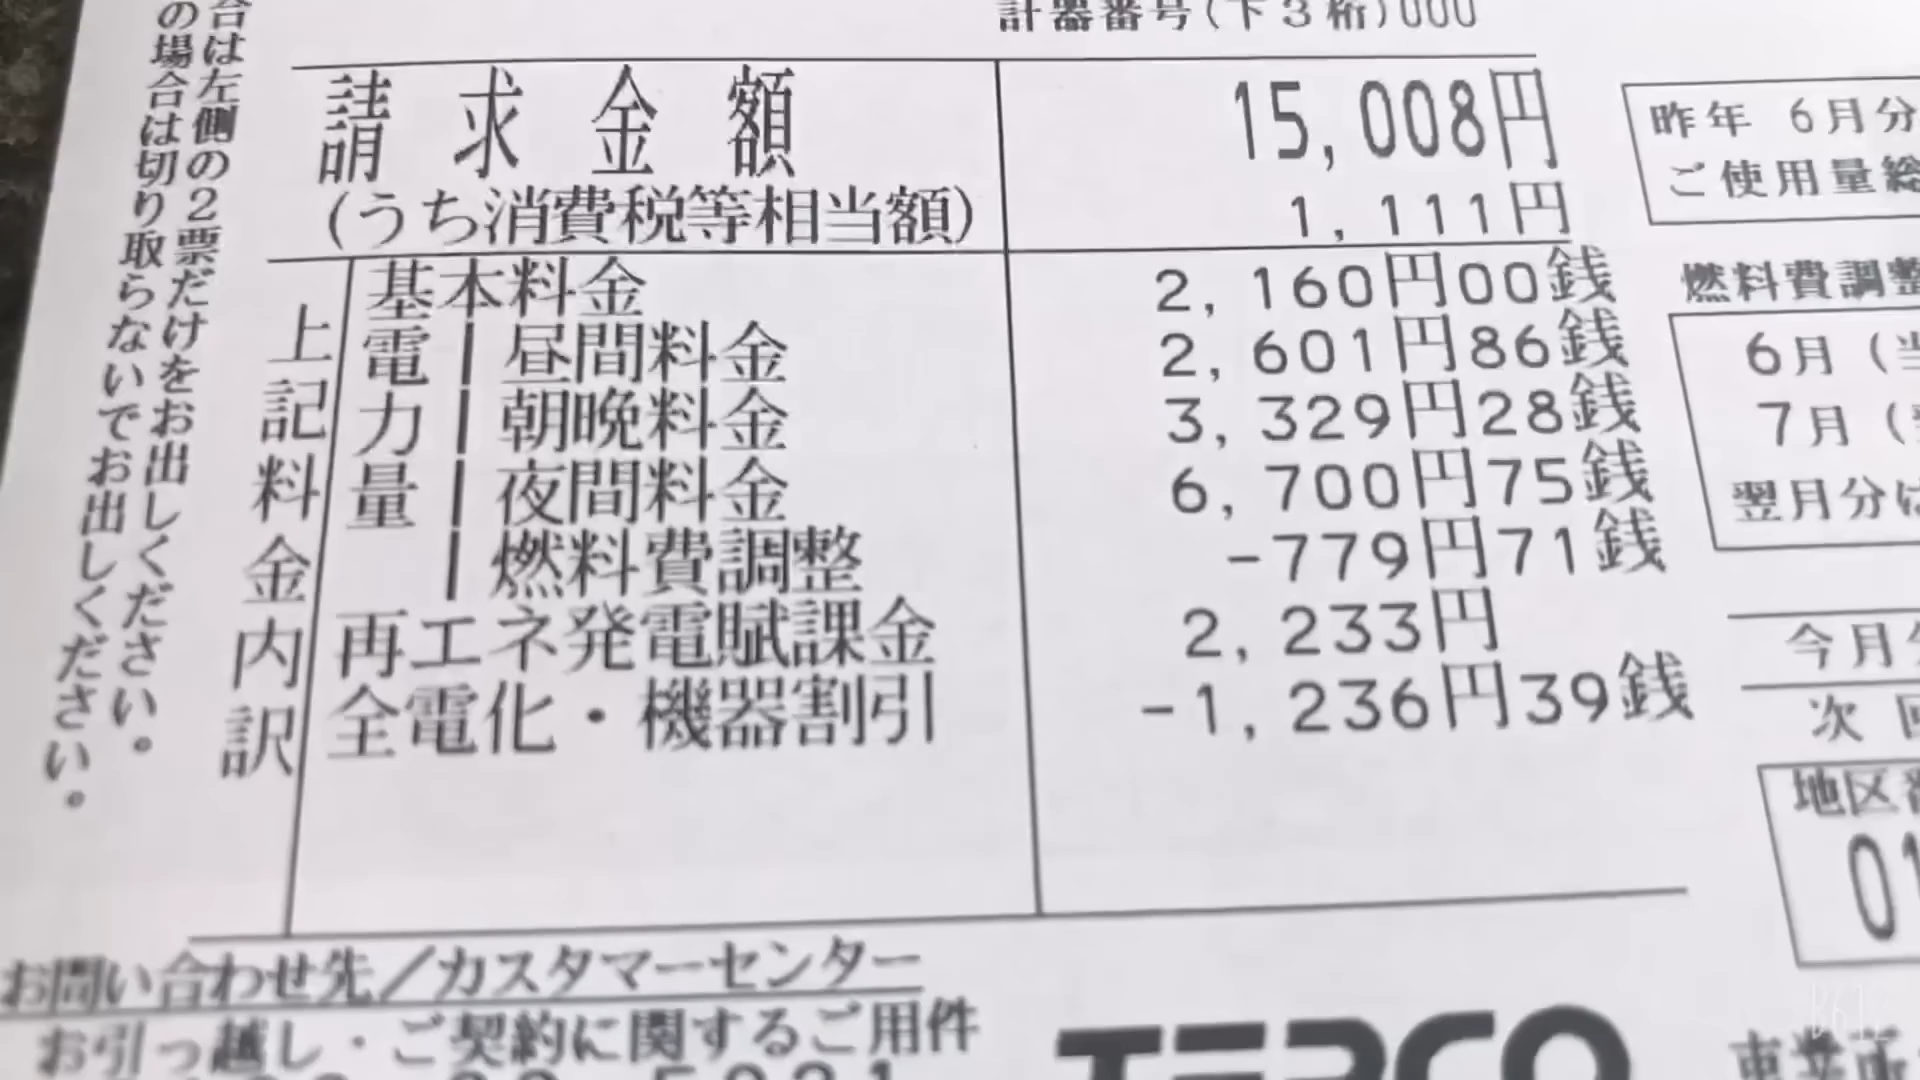 合は左側の2票だけをお出しください。
の場合は切り取らないでお出しください。
計器番号(下3桁)000
請求金額 15,008円
(うち消費税等相当額) 1,111円
上記料金内訳
基本料金 2,160円00銭
電力量
昼間料金 2,601円86銭
朝晩料金 3,329円28銭
夜間料金 6,700円75銭
燃料費調整 -779円71銭
再エネ発電賦課金 2,233円
全電化・機器割引 -1,236円39銭
昨年 6月分
ご使用量総
燃料費調整
6月(当
7月(翌
翌月分は
今月分
次回
地区番
01
お問い合わせ先/カスタマーセンター
お引っ越し・ご契約に関するご用件
TEPCO